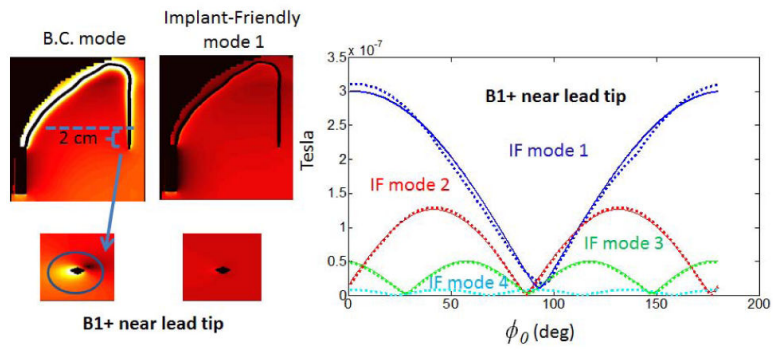 B.C. mode
Implant-Friendly
mode 1
2 cm
B1+ near lead tip
x 10⁻⁷
3.5
3
2.5
2
1.5
1
0.5
0
Tesla
B1+ near lead tip
IF mode 1
IF mode 2
IF mode 3
IF mode 4
0 50 100 150 200
ϕ₀ (deg)